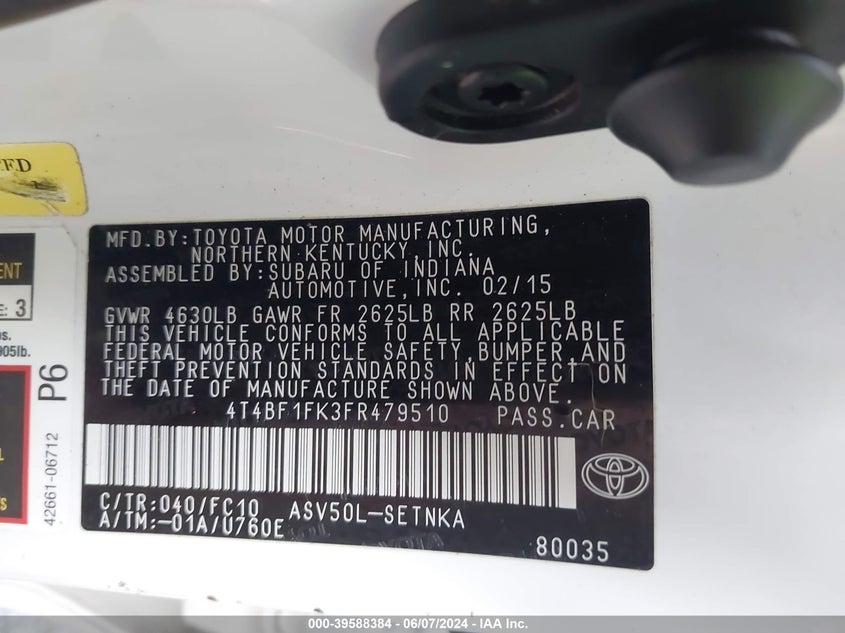 MFD.BY:TOYOTA MOTOR MANUFACTURING,
NORTHERN KENTUCKY,INC.
ASSEMBLED BY:SUBARU OF INDIANA
AUTOMOTIVE,INC. 02/15
GVWR 4630LB GAWR FR 2625LB RR 2625LB
THIS VEHICLE CONFORMS TO ALL APPLICABLE
FEDERAL MOTOR VEHICLE SAFETY,BUMPER,AND
THEFT PREVENTION STANDARDS IN EFFECT ON
THE DATE OF MANUFACTURE SHOWN ABOVE.
4T4BF1FK3FR479510 PASS.CAR
C/TR:040/FC10 ASV50L-SETNKA
A/TM:-01A/U760E
80035
P6
42661-06712
3
000-39588384 | 06/07/2024 | IAA Inc.